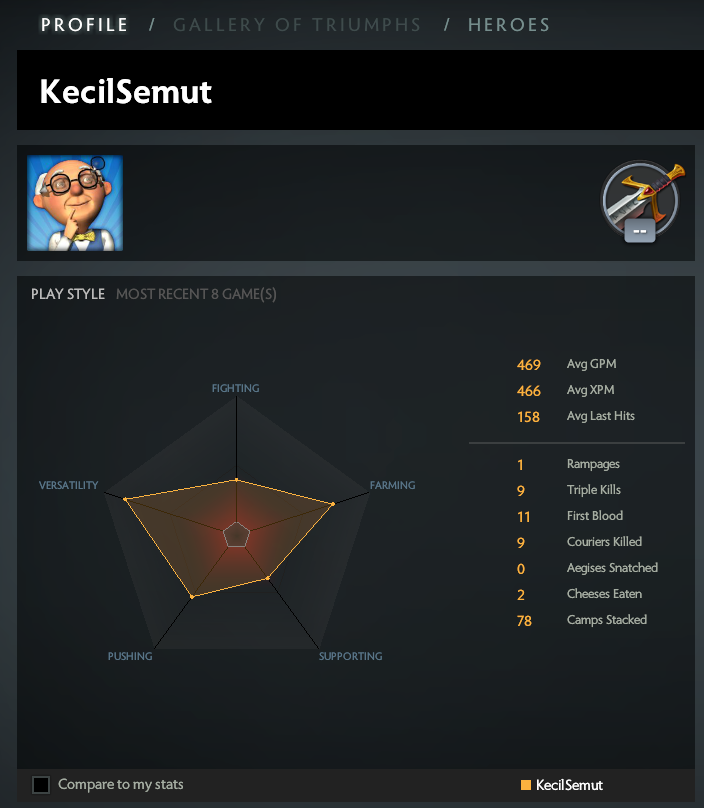 PROFILE / GALLERY OF TRIUMPHS / HEROES
KecilSemut
--
PLAY STYLE MOST RECENT 8 GAME(S)
FIGHTING
VERSATILITY
FARMING
PUSHING
SUPPORTING
469 Avg GPM
466 Avg XPM
158 Avg Last Hits
1 Rampages
9 Triple Kills
11 First Blood
9 Couriers Killed
0 Aegises Snatched
2 Cheeses Eaten
78 Camps Stacked
Compare to my stats
KecilSemut